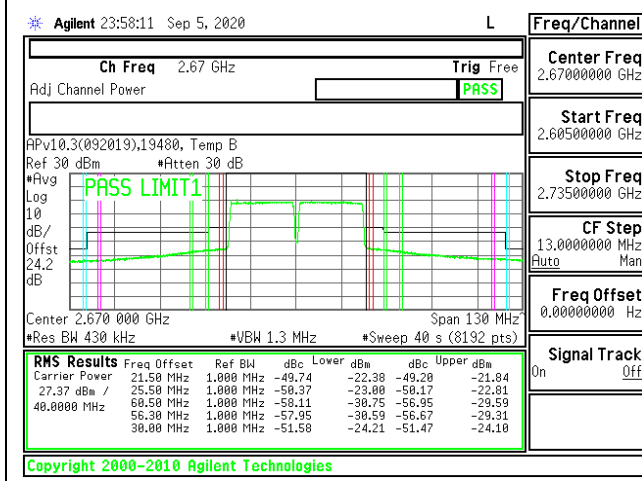 Agilent 23:58:11 Sep 5, 2020 L
Freq/Channel
Ch Freq 2.67 GHz Trig Free
Adj Channel Power PASS
Center Freq
2.67000000 GHz
Start Freq
2.60500000 GHz
Stop Freq
2.73500000 GHz
CF Step
13.0000000 MHz
Auto Man
Freq Offset
0.00000000 Hz
Signal Track
On Off
APv10.3(092019),19480, Temp B
Ref 30 dBm #Atten 30 dB
#Avg
Log
10
dB/
Offst
24.2
dB
PASS LIMIT1
Center 2.670 000 GHz Span 130 MHz
#Res BW 430 kHz #VBW 1.3 MHz #Sweep 40 s (8192 pts)
RMS Results Freq Offset Ref BW dBc Lower dBm dBc Upper dBm
Carrier Power 21.50 MHz 1.000 MHz -49.74 -22.38 -49.20 -21.84
27.37 dBm / 25.50 MHz 1.000 MHz -50.37 -23.00 -50.17 -22.81
40.0000 MHz 60.50 MHz 1.000 MHz -58.11 -30.75 -56.95 -29.59
56.30 MHz 1.000 MHz -57.95 -30.59 -56.67 -29.31
30.00 MHz 1.000 MHz -51.58 -24.21 -51.47 -24.10
Copyright 2000-2010 Agilent Technologies